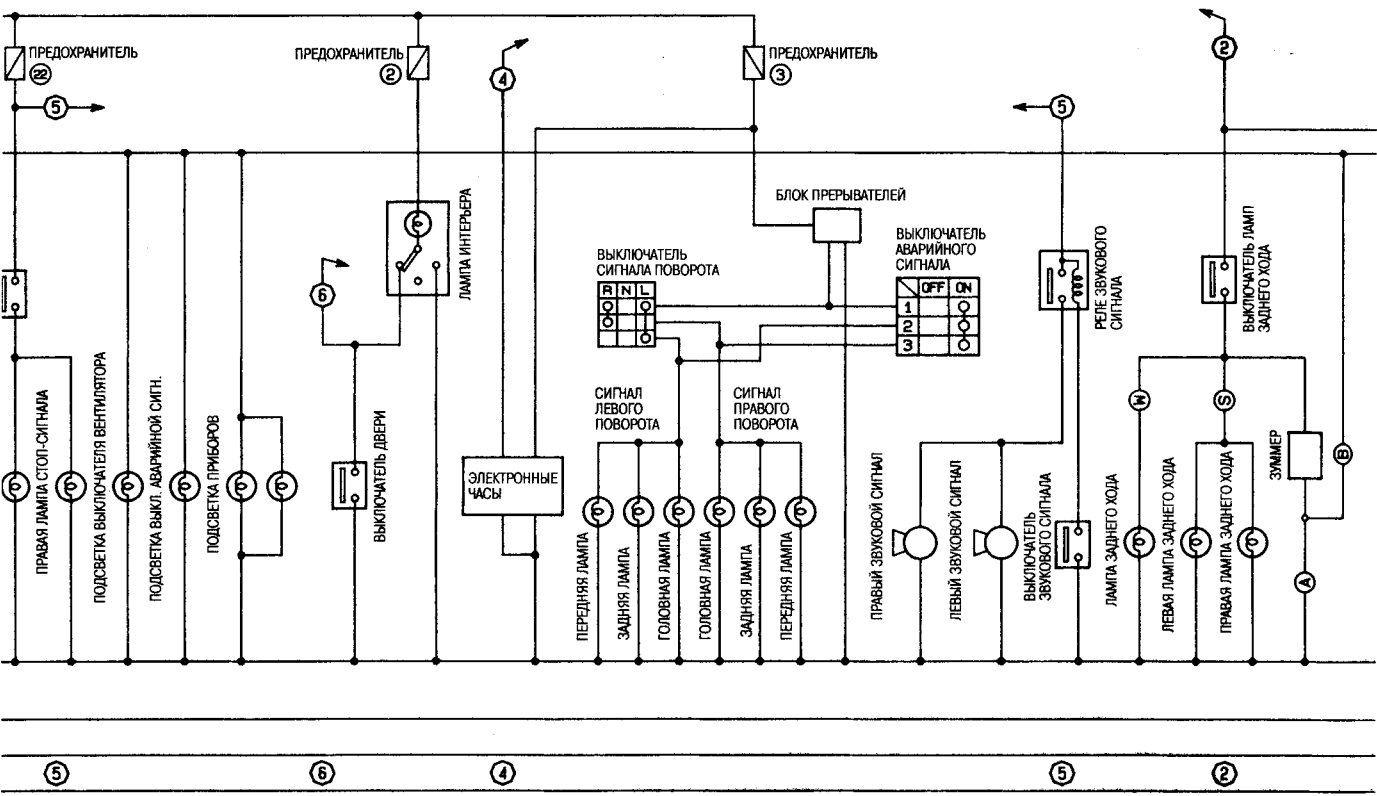 ПРЕДОХРАНИТЕЛЬ
22
ПРЕДОХРАНИТЕЛЬ
2
4
ПРЕДОХРАНИТЕЛЬ
3
2
5
5
БЛОК ПРЕРЫВАТЕЛЕЙ
ЛАМПА ИНТЕРЬЕРА
6
ВЫКЛЮЧАТЕЛЬ
СИГНАЛА ПОВОРОТА
R N L
ВЫКЛЮЧАТЕЛЬ
АВАРИЙНОГО
СИГНАЛА
OFF ON
1
2
3
РЕЛЕ ЗВУКОВОГО
СИГНАЛА
ВЫКЛЮЧАТЕЛЬ ЛАМП
ЗАДНЕГО ХОДА
ПРАВАЯ ЛАМПА СТОП-СИГНАЛА
ПОДСВЕТКА ВЫКЛЮЧАТЕЛЯ ВЕНТИЛЯТОРА
ПОДСВЕТКА ВЫКЛ. АВАРИЙНОЙ СИГН.
ПОДСВЕТКА ПРИБОРОВ
ВЫКЛЮЧАТЕЛЬ ДВЕРИ
ЭЛЕКТРОННЫЕ
ЧАСЫ
СИГНАЛ
ЛЕВОГО
ПОВОРОТА
СИГНАЛ
ПРАВОГО
ПОВОРОТА
ПЕРЕДНЯЯ ЛАМПА
ЗАДНЯЯ ЛАМПА
ГОЛОВНАЯ ЛАМПА
ГОЛОВНАЯ ЛАМПА
ЗАДНЯЯ ЛАМПА
ПЕРЕДНЯЯ ЛАМПА
ПРАВЫЙ ЗВУКОВОЙ СИГНАЛ
ЛЕВЫЙ ЗВУКОВОЙ СИГНАЛ
ВЫКЛЮЧАТЕЛЬ
ЗВУКОВОГО СИГНАЛА
W
S
ЛАМПА ЗАДНЕГО ХОДА
ЛЕВАЯ ЛАМПА ЗАДНЕГО ХОДА
ПРАВАЯ ЛАМПА ЗАДНЕГО ХОДА
ЗУММЕР
B
A
5
6
4
5
2